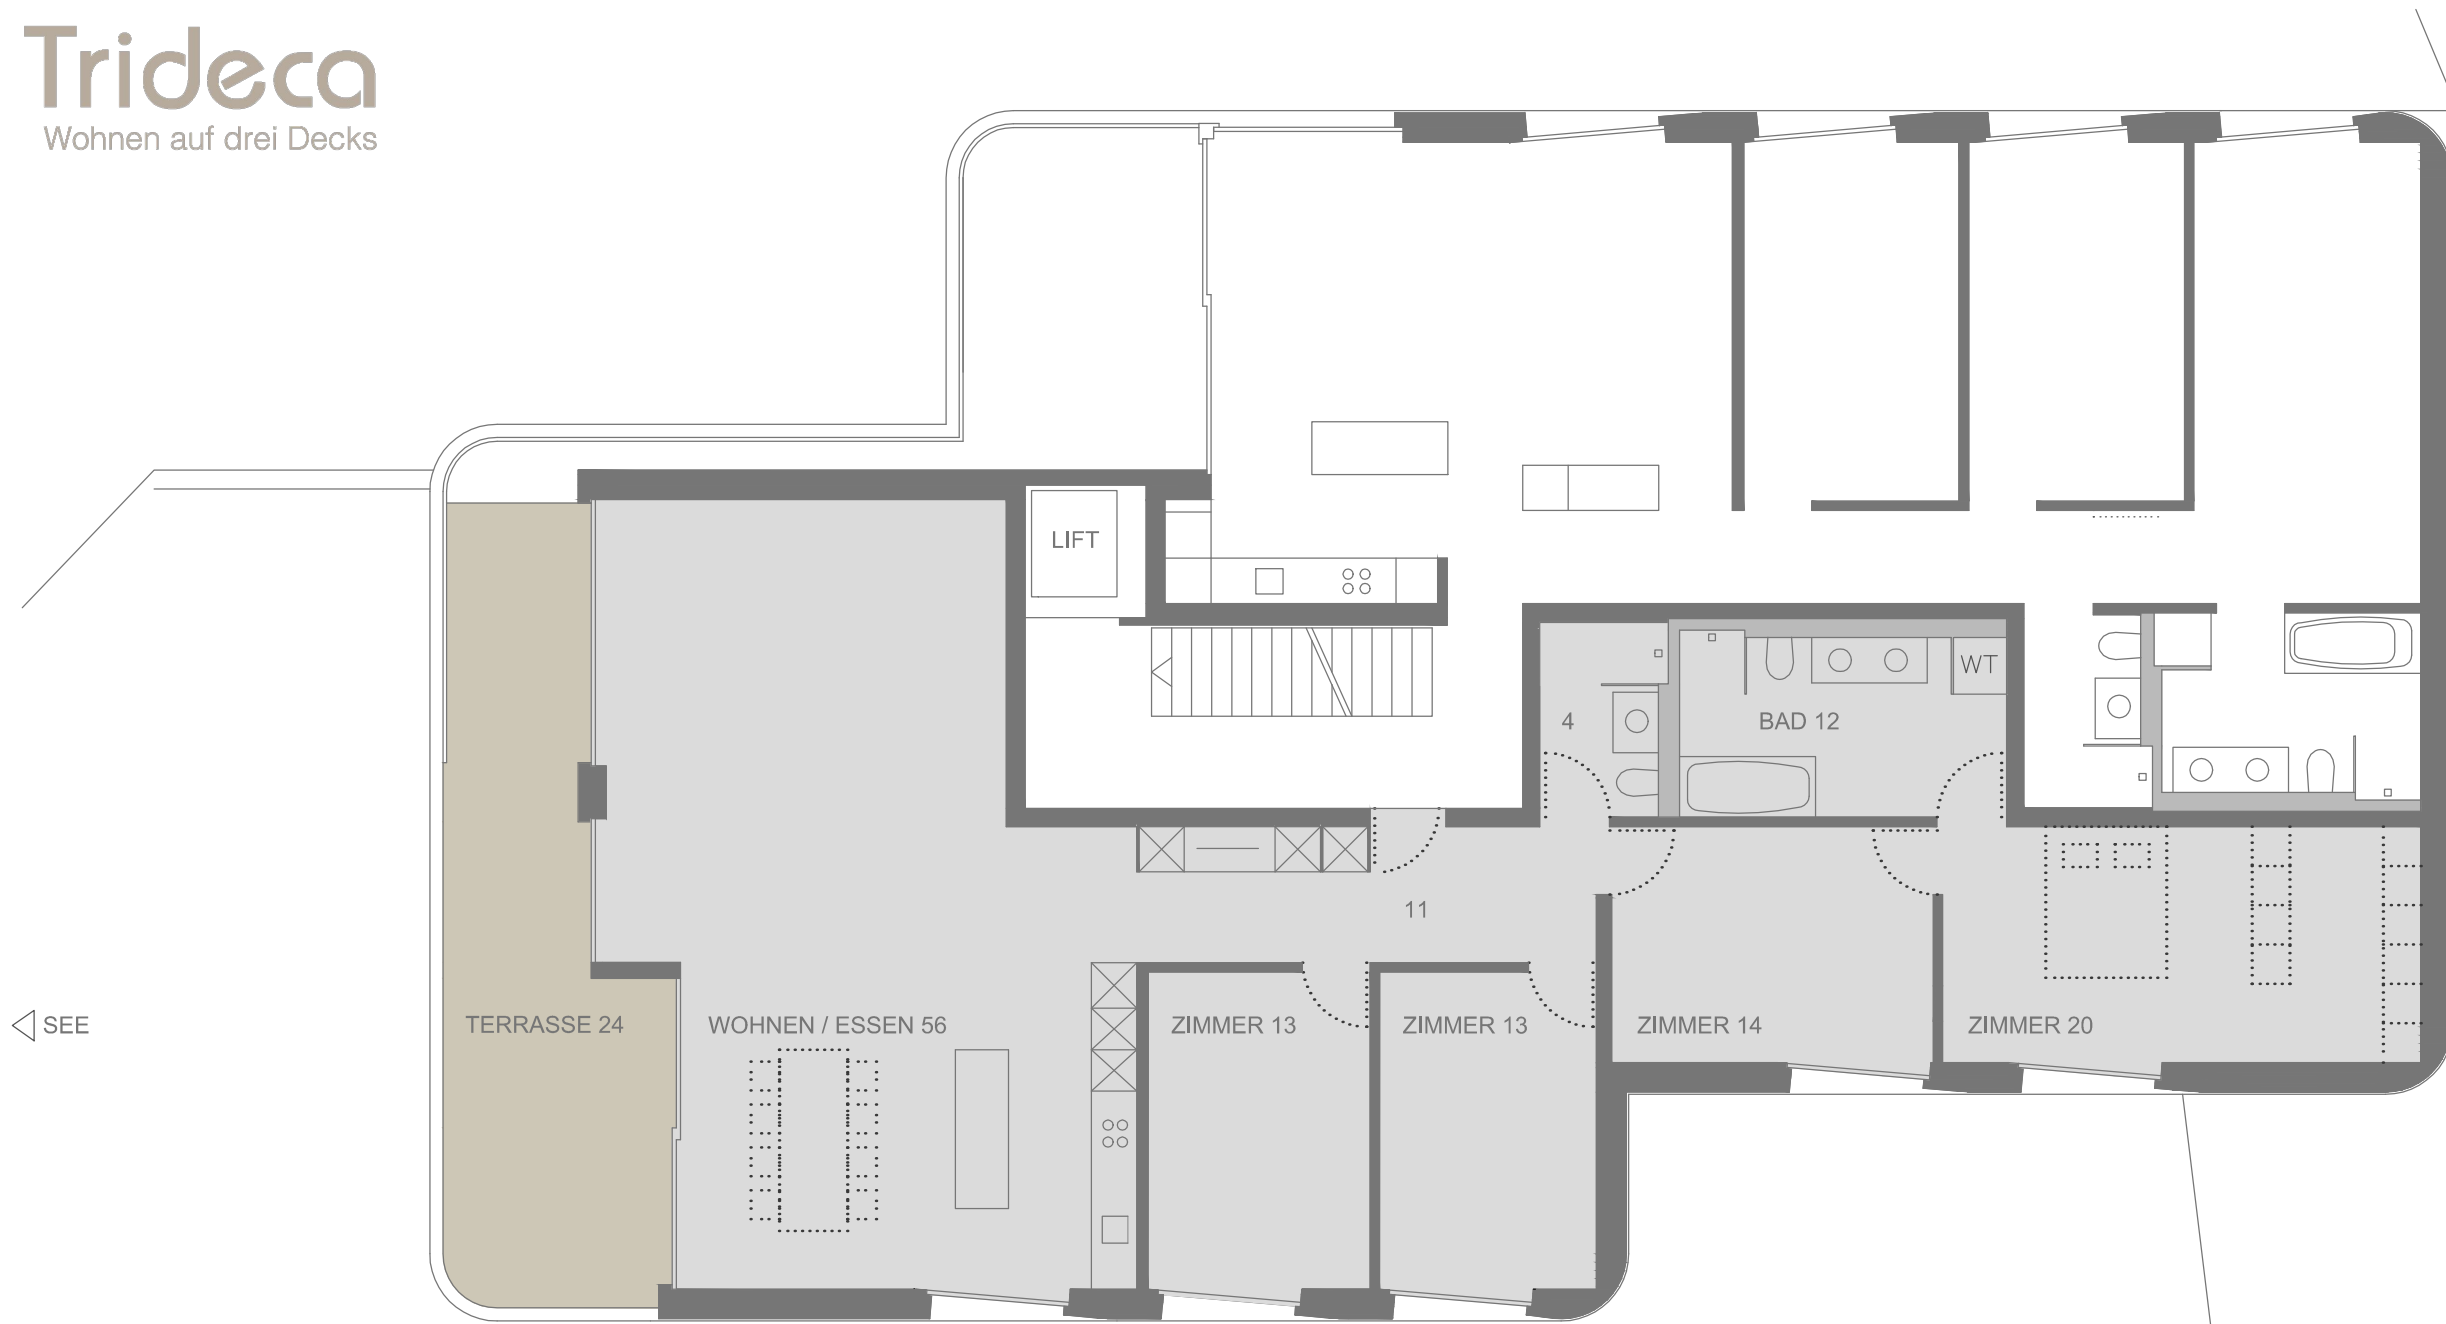 Trideca
Wohnen auf drei Decks
LIFT
WT
4
BAD 12
11
SEE
TERRASSE 24
WOHNEN / ESSEN 56
ZIMMER 13
ZIMMER 13
ZIMMER 14
ZIMMER 20